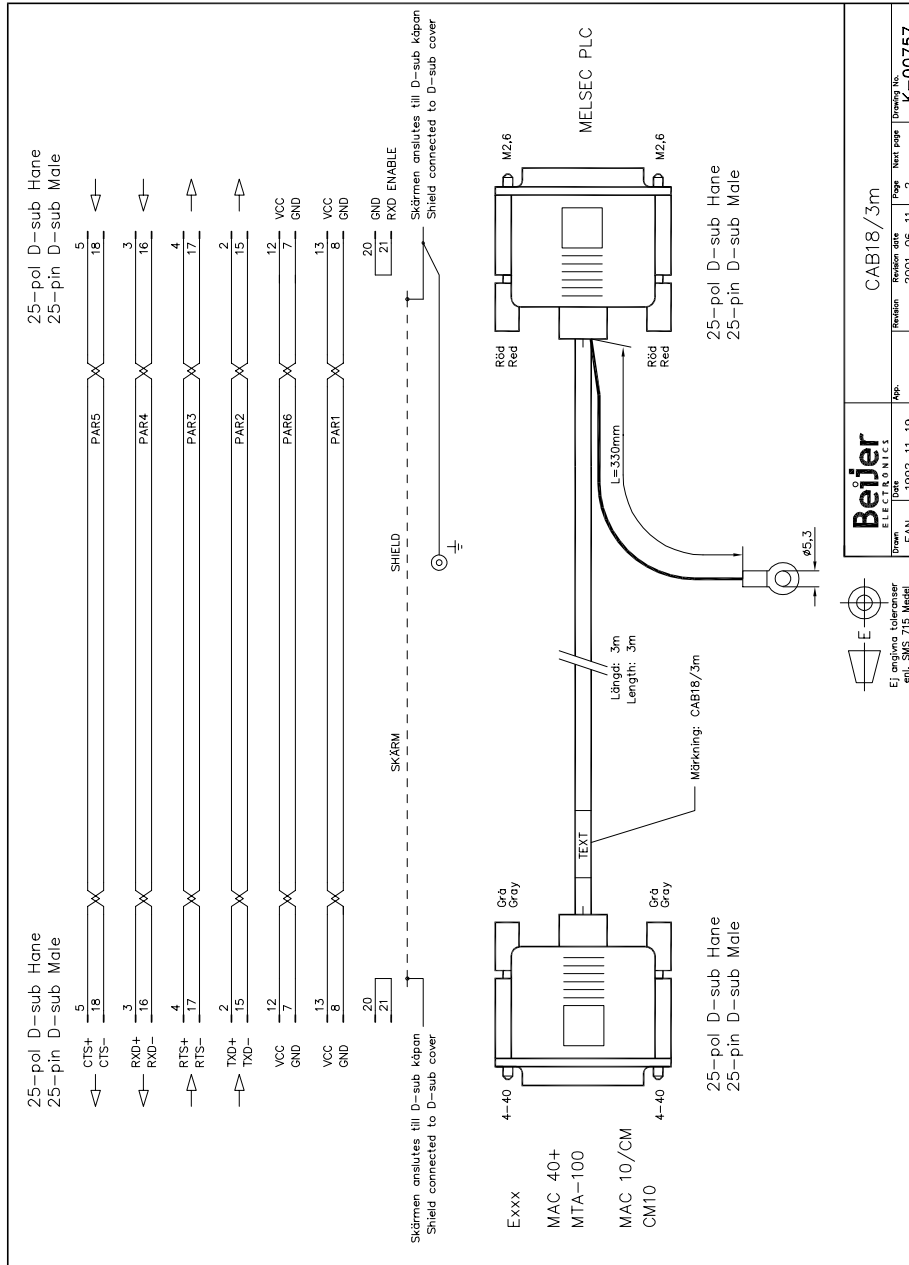 25-pol D-sub Hane
25-pin D-sub Male
25-pol D-sub Hane
25-pin D-sub Male
CTS+ 5 PAR5 5
CTS- 18 18
RXD+ 3 PAR4 3
RXD- 16 16
RTS+ 4 PAR3 4
RTS- 17 17
TXD+ 2 PAR2 2
TXD- 15 15
VCC 12 PAR6 12 VCC
GND 7 7 GND
VCC 13 PAR1 13 VCC
GND 8 8 GND
20 20 GND
21 21 RXD ENABLE
SKÄRM SHIELD
Skärmen anslutes till D-sub kåpan
Shield connected to D-sub cover
Skärmen anslutes till D-sub kåpan
Shield connected to D-sub cover
Exxx
MAC 40+
MTA-100
MAC 10/CM
CM10
4-40
4-40
Grå
Gray
Grå
Gray
25-pol D-sub Hane
25-pin D-sub Male
TEXT
Märkning: CAB18/3m
Längd: 3m
Length: 3m
L=330mm
ø5,3
Röd
Red
Röd
Red
M2,6
M2,6
MELSEC PLC
25-pol D-sub Hane
25-pin D-sub Male
E
Ej angivna toleranser
enl. SMS 715 Medel
Beijer
ELECTRONICS
CAB18/3m
Drawn Date App. Revision Revision date Page Next page Drawing No.